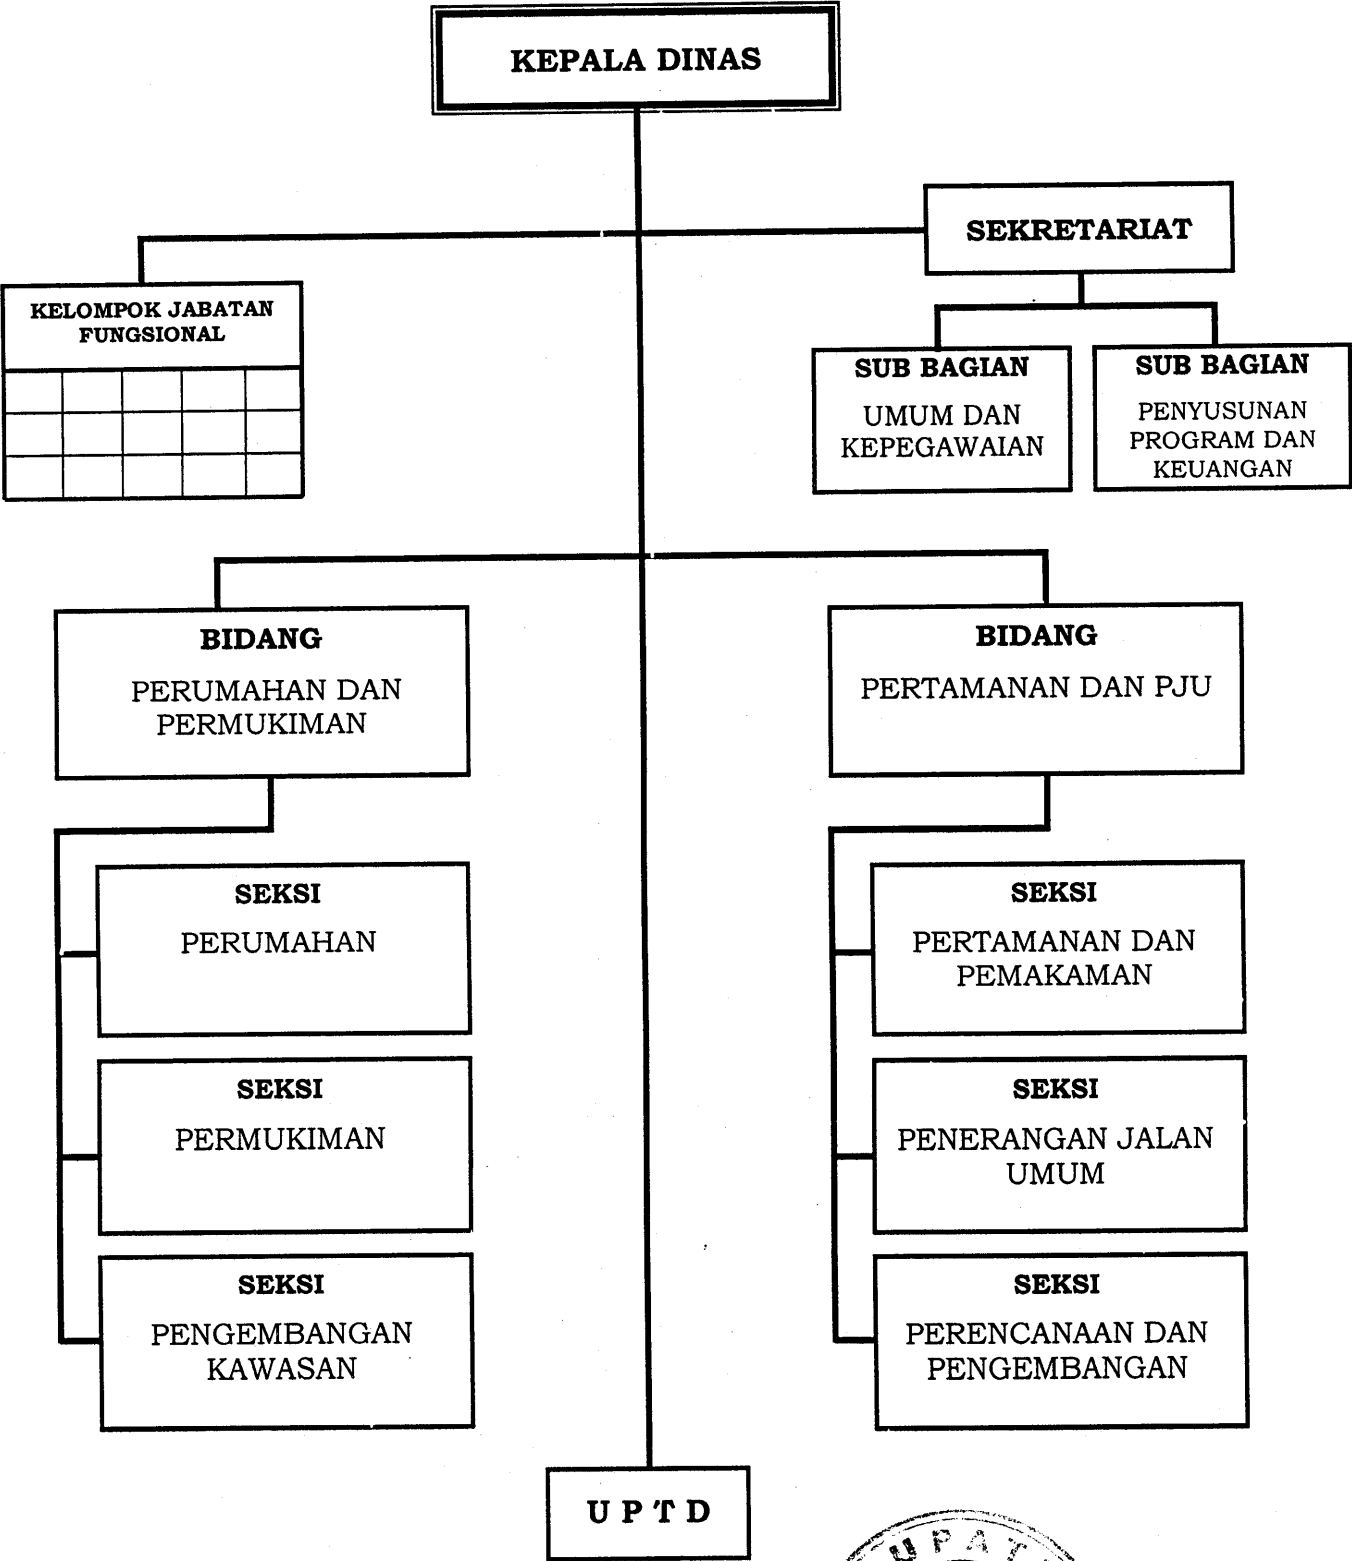 KEPALA DINAS
SEKRETARIAT
KELOMPOK JABATAN
FUNGSIONAL
SUB BAGIAN
UMUM DAN
KEPEGAWAIAN
SUB BAGIAN
PENYUSUNAN
PROGRAM DAN
KEUANGAN
BIDANG
PERUMAHAN DAN
PERMUKIMAN
BIDANG
PERTAMANAN DAN PJU
SEKSI
PERUMAHAN
SEKSI
PERMUKIMAN
SEKSI
PENGEMBANGAN
KAWASAN
SEKSI
PERTAMANAN DAN
PEMAKAMAN
SEKSI
PENERANGAN JALAN
UMUM
SEKSI
PERENCANAAN DAN
PENGEMBANGAN
U P T D
UPAT